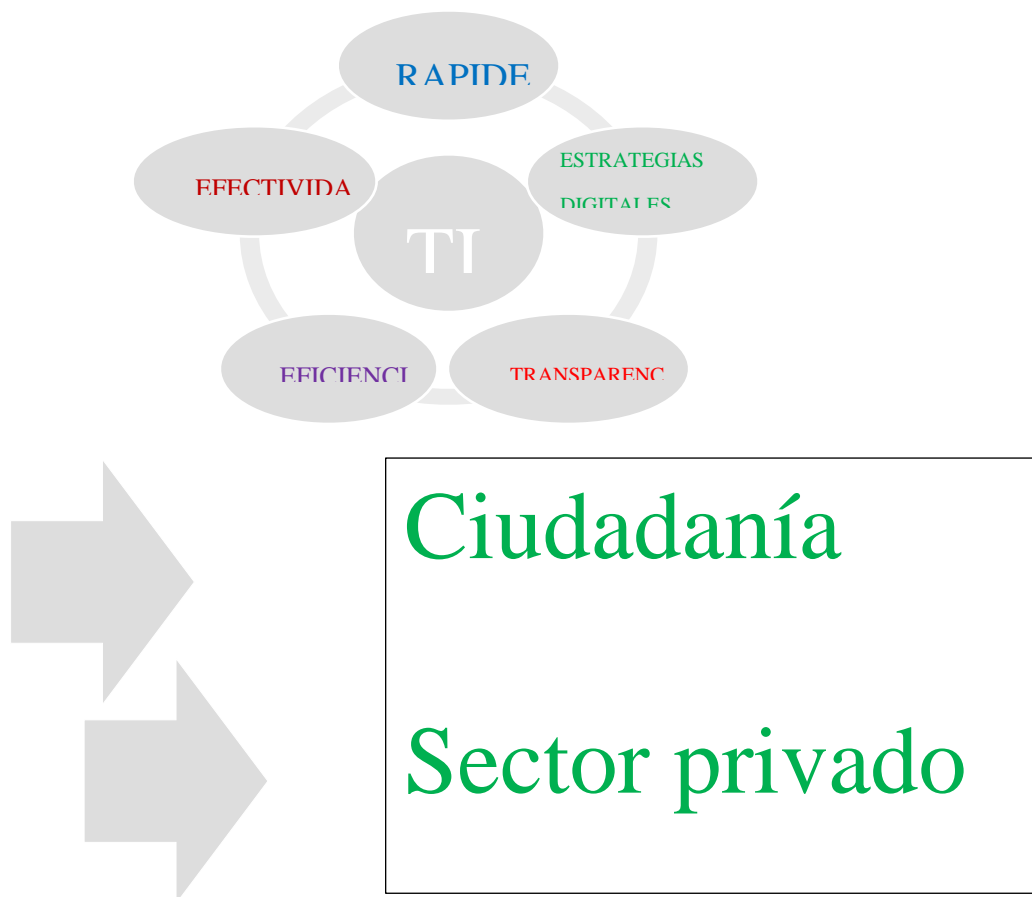 RAPIDE
ESTRATEGIAS
DIGITALES
EFECTIVIDA
TI
EFICIENCI
TRANSPARENC
Ciudadanía
Sector privado